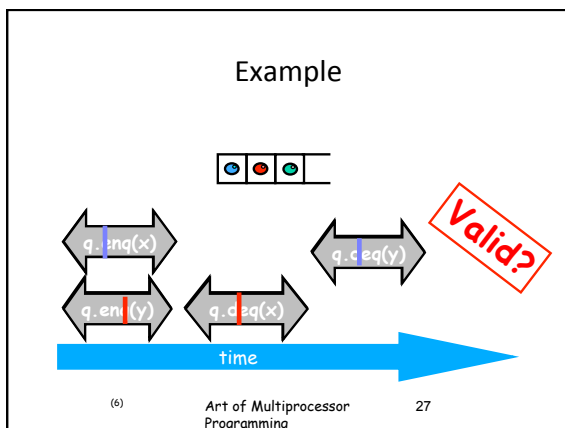 Example
q.enq(x)
q.deq(y)
Valid?
q.enq(y)
q.deq(x)
time
(6)
Art of Multiprocessor
Programming
27